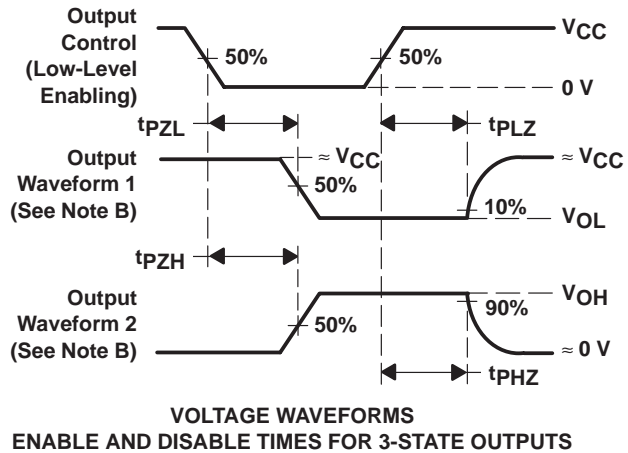 Output
Control
(Low-Level
Enabling)
50%
50%
VCC
0 V
tPZL
tPLZ
Output
Waveform 1
(See Note B)
≈ VCC
50%
≈ VCC
10%
VOL
tPZH
Output
Waveform 2
(See Note B)
50%
VOH
90%
≈ 0 V
tPHZ
VOLTAGE WAVEFORMS
ENABLE AND DISABLE TIMES FOR 3-STATE OUTPUTS